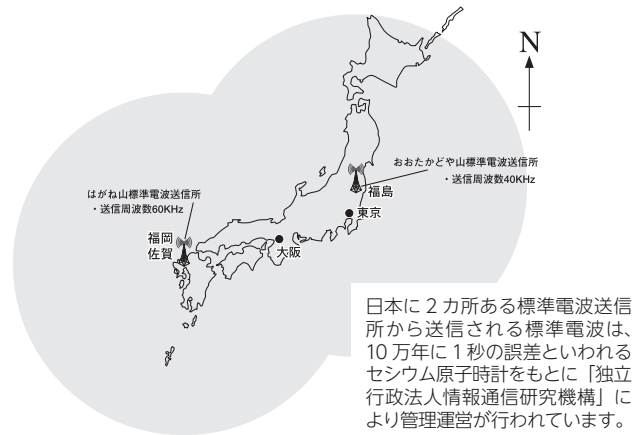 N
おおたかどや山標準電波送信所
・送信周波数40KHz
はがね山標準電波送信所
・送信周波数60KHz
福島
東京
福岡
佐賀
大阪
日本に2カ所ある標準電波送信
所から送信される標準電波は、
10万年に1秒の誤差といわれる
セシウム原子時計をもとに「独立
行政法人情報通信研究機構」に
より管理運営が行われています。